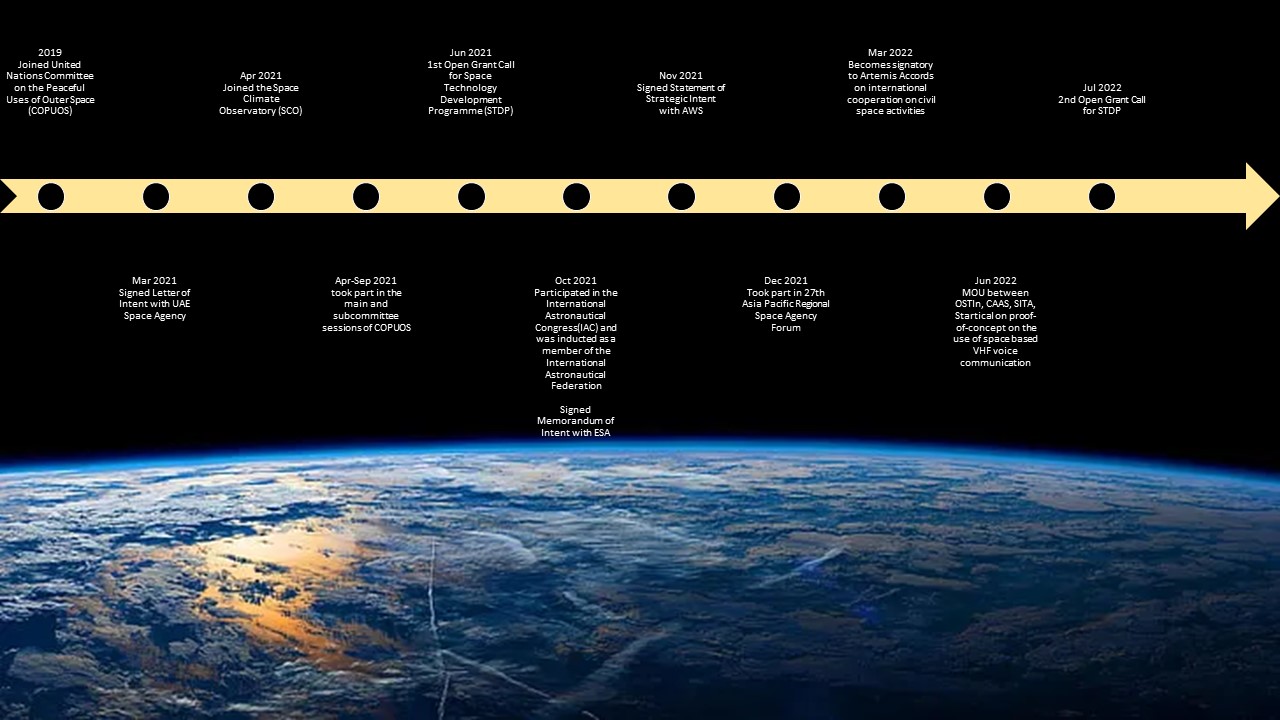 2019
Joined United
Nations Committee
on the Peaceful
Uses of Outer Space
(COPUOS)
Apr 2021
Joined the Space
Climate
Observatory (SCO)
Jun 2021
1st Open Grant Call
for Space
Technology
Development
Programme (STDP)
Nov 2021
Signed Statement of
Strategic Intent
with AWS
Mar 2022
Becomes signatory
to Artemis Accords
on international
cooperation on civil
space activities
Jul 2022
2nd Open Grant Call
for STDP
Mar 2021
Signed Letter of
Intent with UAE
Space Agency
Apr-Sep 2021
took part in the
main and
subcommittee
sessions of COPUOS
Oct 2021
Participated in the
International
Astronautical
Congress(IAC) and
was inducted as a
member of the
International
Astronautical
Federation
Signed
Memorandum of
Intent with ESA
Dec 2021
Took part in 27th
Asia Pacific Regional
Space Agency
Forum
Jun 2022
MOU between
OSTIn, CAAS, SITA,
Startical on proof-
of-concept on the
use of space based
VHF voice
communication